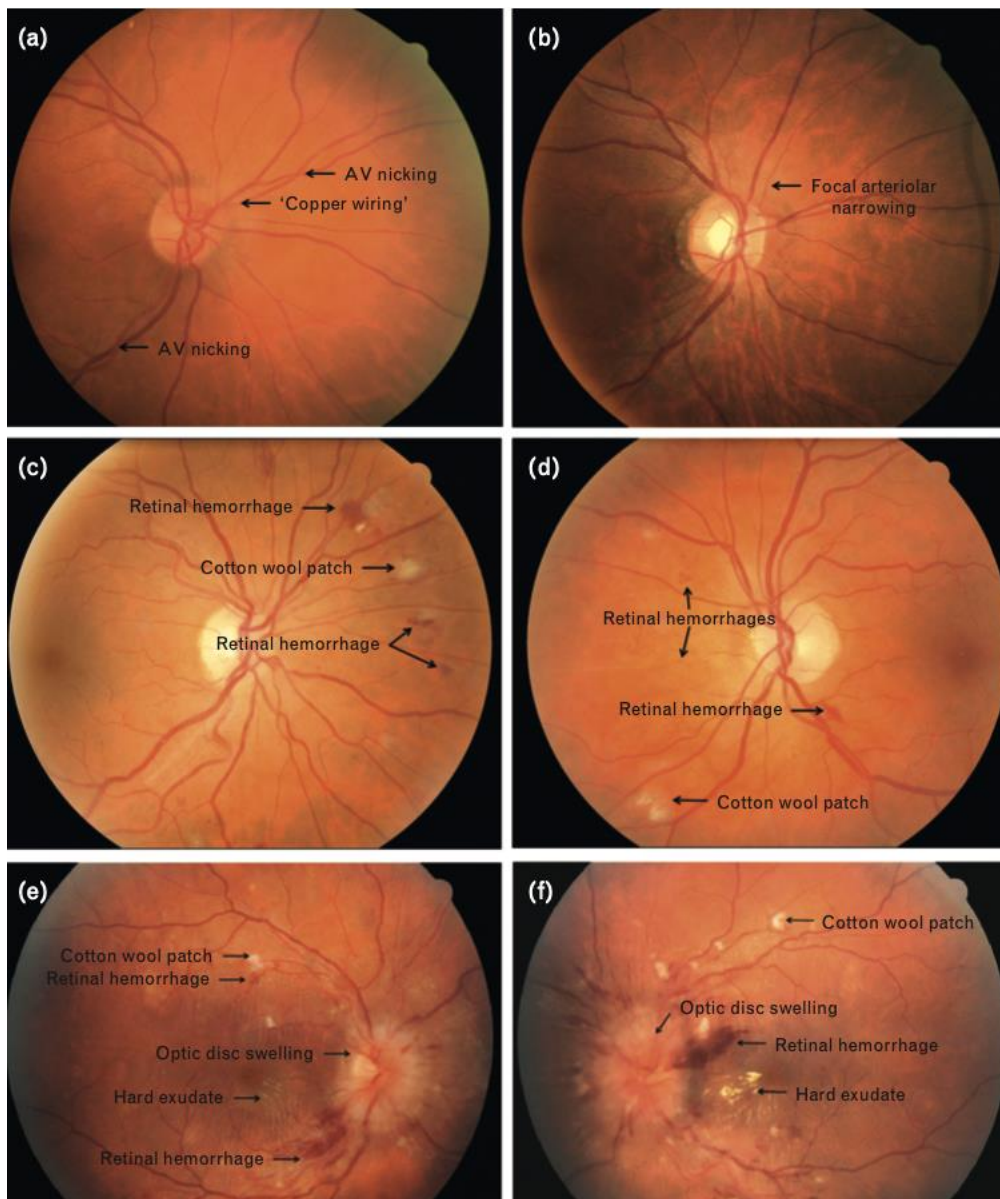 (a)
AV nicking
‘Copper wiring’
AV nicking
(b)
Focal arteriolar
narrowing
(c)
Retinal hemorrhage
Cotton wool patch
Retinal hemorrhage
(d)
Retinal hemorrhages
Retinal hemorrhage
Cotton wool patch
(e)
Cotton wool patch
Retinal hemorrhage
Optic disc swelling
Hard exudate
Retinal hemorrhage
(f)
Cotton wool patch
Optic disc swelling
Retinal hemorrhage
Hard exudate